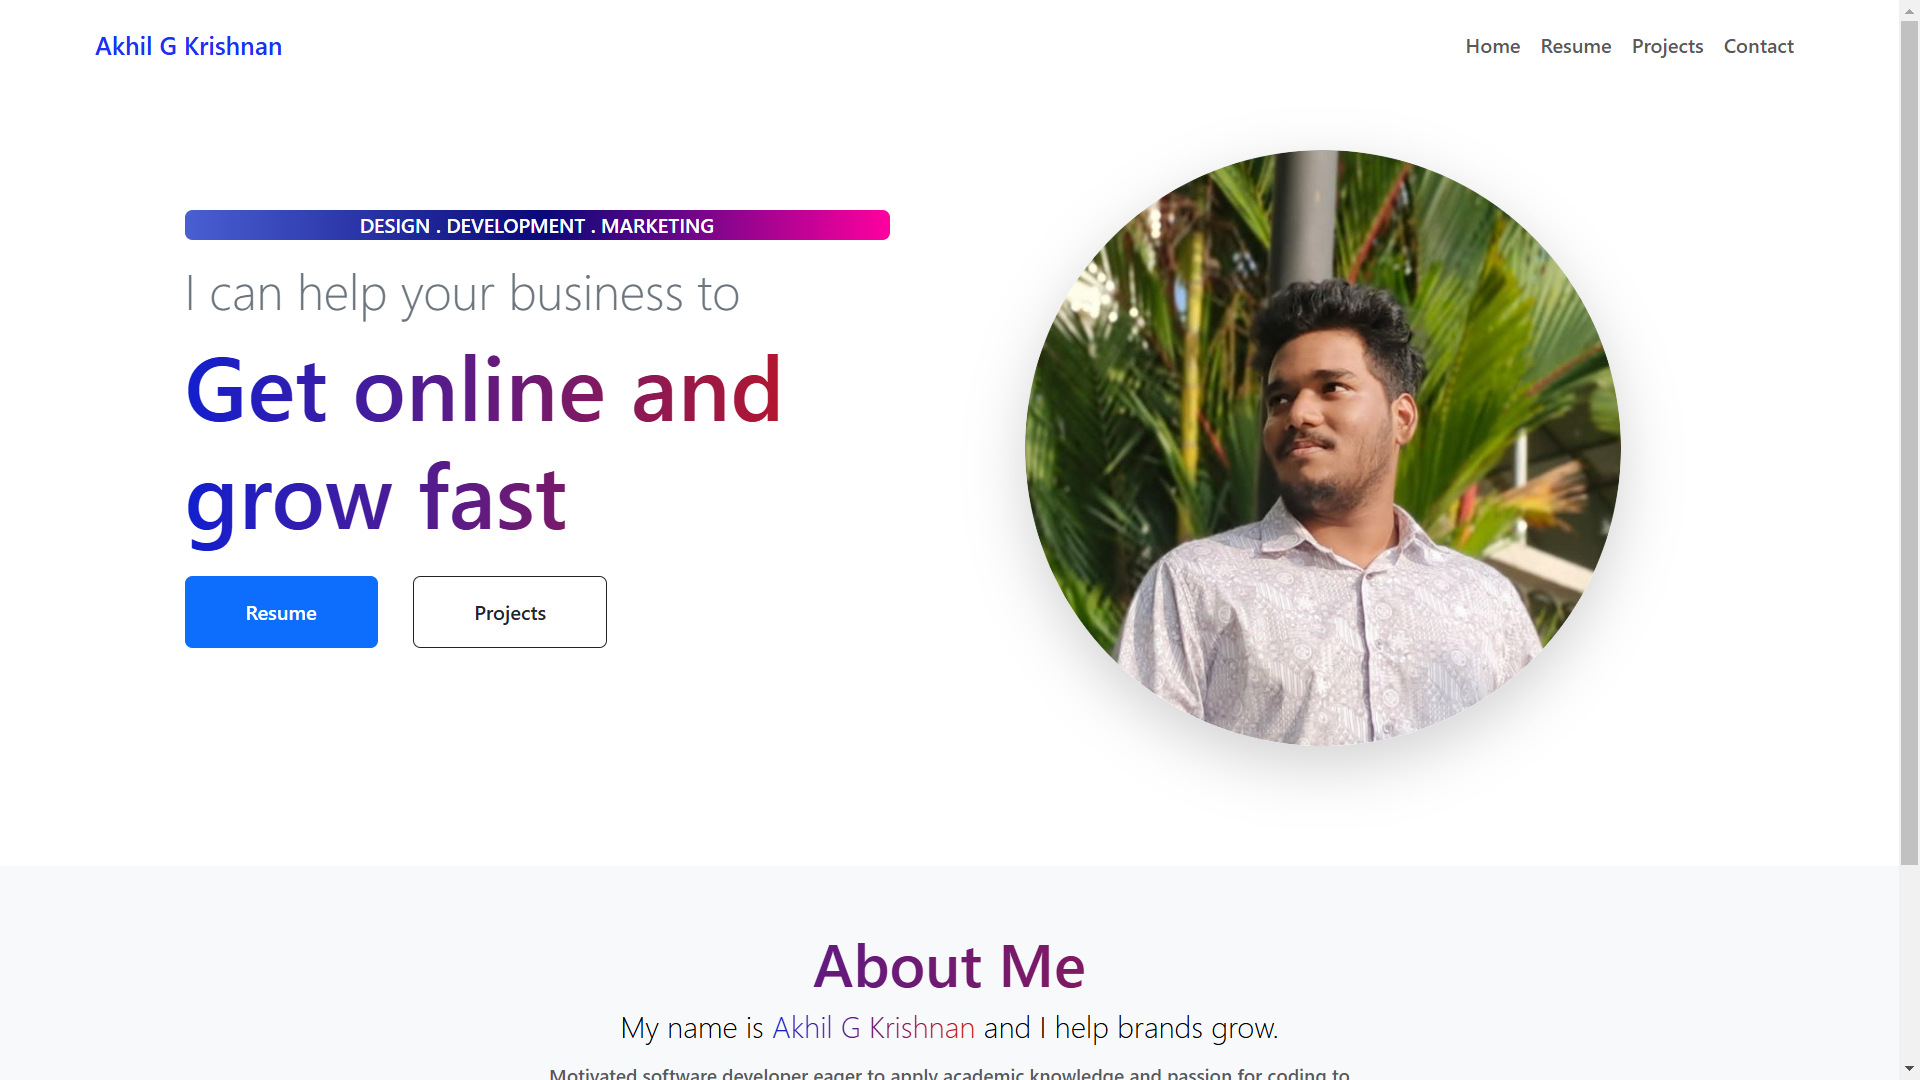 Akhil G Krishnan
Home Resume Projects Contact
DESIGN . DEVELOPMENT . MARKETING
I can help your business to
Get online and
grow fast
Resume Projects
About Me
My name is Akhil G Krishnan and I help brands grow.
Motivated software developer eager to apply academic knowledge and passion for coding to